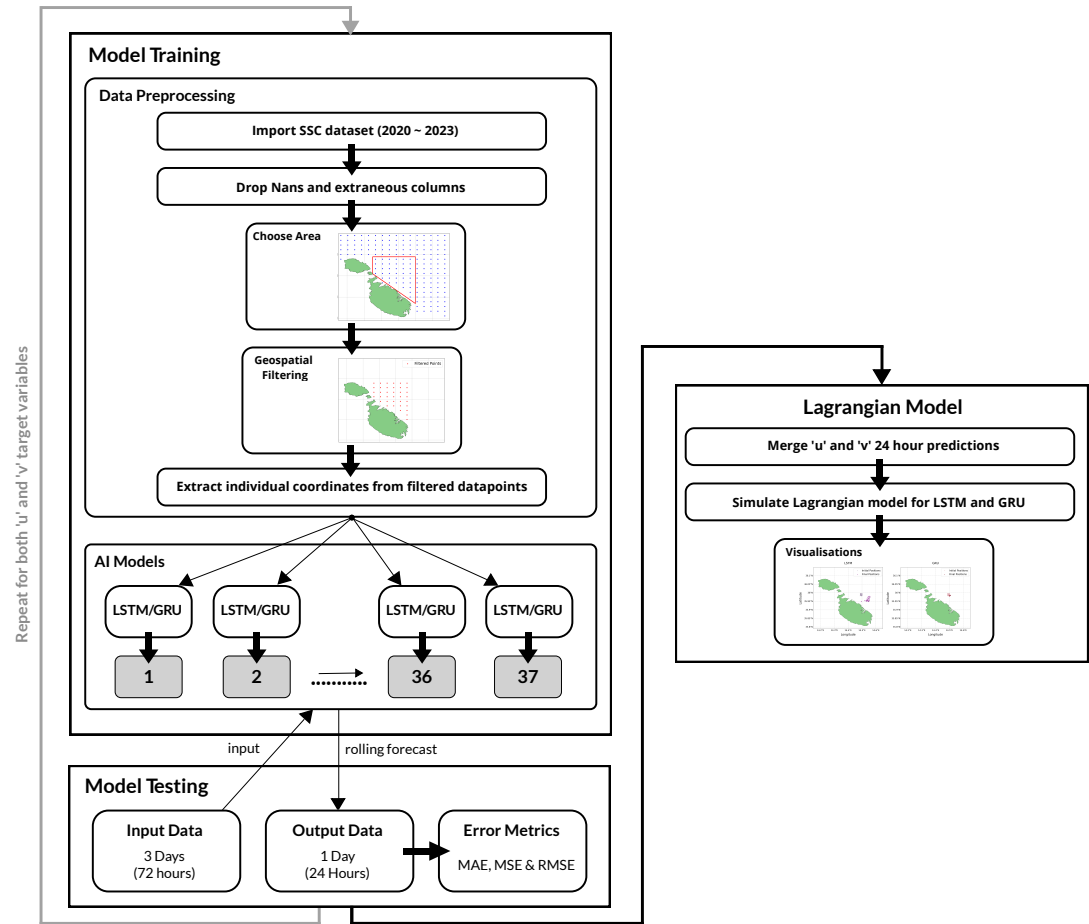 Model Training
Data Preprocessing
Import SSC dataset (2020 ~ 2023)
Drop Nans and extraneous columns
Choose Area
Geospatial
Filtering
Filtered Points
Extract individual coordinates from filtered datapoints
AI Models
LSTM/GRU
LSTM/GRU
LSTM/GRU
LSTM/GRU
1
2
36
37
input
rolling forecast
Model Testing
Input Data
3 Days
(72 hours)
Output Data
1 Day
(24 Hours)
Error Metrics
MAE, MSE & RMSE
Repeat for both 'u' and 'v' target variables
Lagrangian Model
Merge 'u' and 'v' 24 hour predictions
Simulate Lagrangian model for LSTM and GRU
Visualisations
LSTM
GRU
Latitude
Longitude
Latitude
Longitude